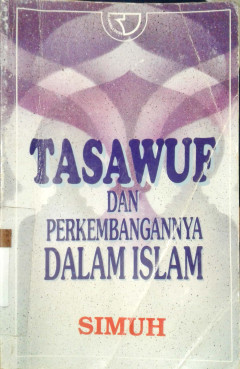 TASAWUF
DAN
PERKEMBANGANNYA
DALAM ISLAM
SIMUH